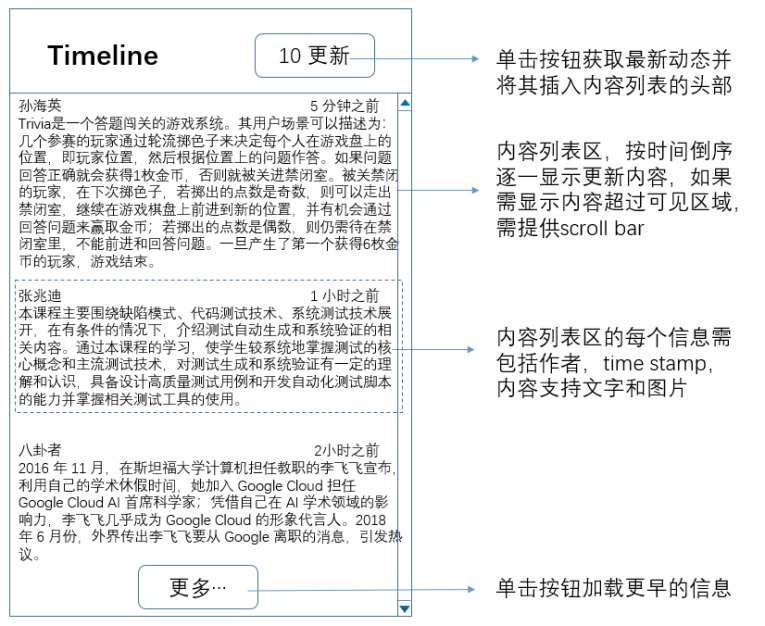 Timeline
10 更新
单击按钮获取最新动态并
将其插入内容列表的头部
孙海英 5 分钟之前
Trivia是一个答题闯关的游戏系统。其用户场景可以描述为：
几个参赛的玩家通过轮流掷色子来决定每个人在游戏盘上的
位置，即玩家位置，然后根据位置上的问题作答。如果问题
回答正确就会获得1枚金币，否则就被关进禁闭室。被关禁闭
的玩家，在下次掷色子，若掷出的点数是奇数，则可以走出
禁闭室，继续在游戏棋盘上前进到新的位置，并有机会通过
回答问题来赢取金币；若掷出的点数是偶数，则仍需待在禁
闭室里，不能前进和回答问题。一旦产生了第一个获得6枚金
币的玩家，游戏结束。
内容列表区，按时间倒序
逐一显示更新内容，如果
需显示内容超过可见区域，
需提供scroll bar
张兆迪 1 小时之前
本课程主要围绕缺陷模式、代码测试技术、系统测试技术展
开，在有条件的情况下，介绍测试自动生成和系统验证的相
关内容。通过本课程的学习，使学生较系统地掌握测试的核
心概念和主流测试技术，对测试生成和系统验证有一定的理
解和认识，具备设计高质量测试用例和开发自动化测试脚本
的能力并掌握相关测试工具的使用。
内容列表区的每个信息需
包括作者，time stamp，
内容支持文字和图片
八卦者 2小时之前
2016 年 11 月，在斯坦福大学计算机担任教职的李飞飞宣布，
利用自己的学术休假时间，她加入 Google Cloud 担任
Google Cloud AI 首席科学家；凭借自己在 AI 学术领域的影
响力，李飞飞几乎成为 Google Cloud 的形象代言人。2018
年 6 月份，外界传出李飞飞要从 Google 离职的消息，引发热
议。
更多···
单击按钮加载更早的信息